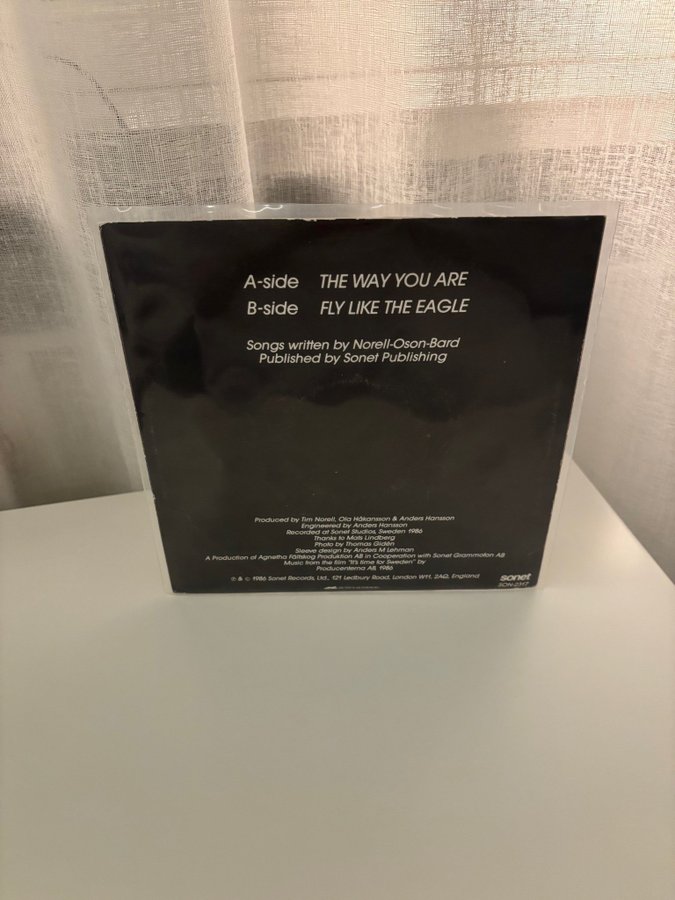 A-side THE WAY YOU ARE
B-side FLY LIKE THE EAGLE
Songs written by Norell-Oson-Bard
Published by Sonet Publishing
Produced by Tim Norell, Ola Håkansson & Anders Hansson
Engineered by Anders Hansson
Recorded at Sonet Studios, Sweden 1986
Thanks to Mats Lindberg
Photo by Thomas Gidén
Sleeve design by Anders M Lehman
A Production of Agnetha Fältskog Produktion AB in Cooperation with Sonet Grammofon AB
Music from the film "It's time for Sweden" by
Producenterna AB, 1986
℗ & © 1986 Sonet Records, Ltd., 121 Ledbury Road, London W11, 2AQ, England
sonet
SON-2317